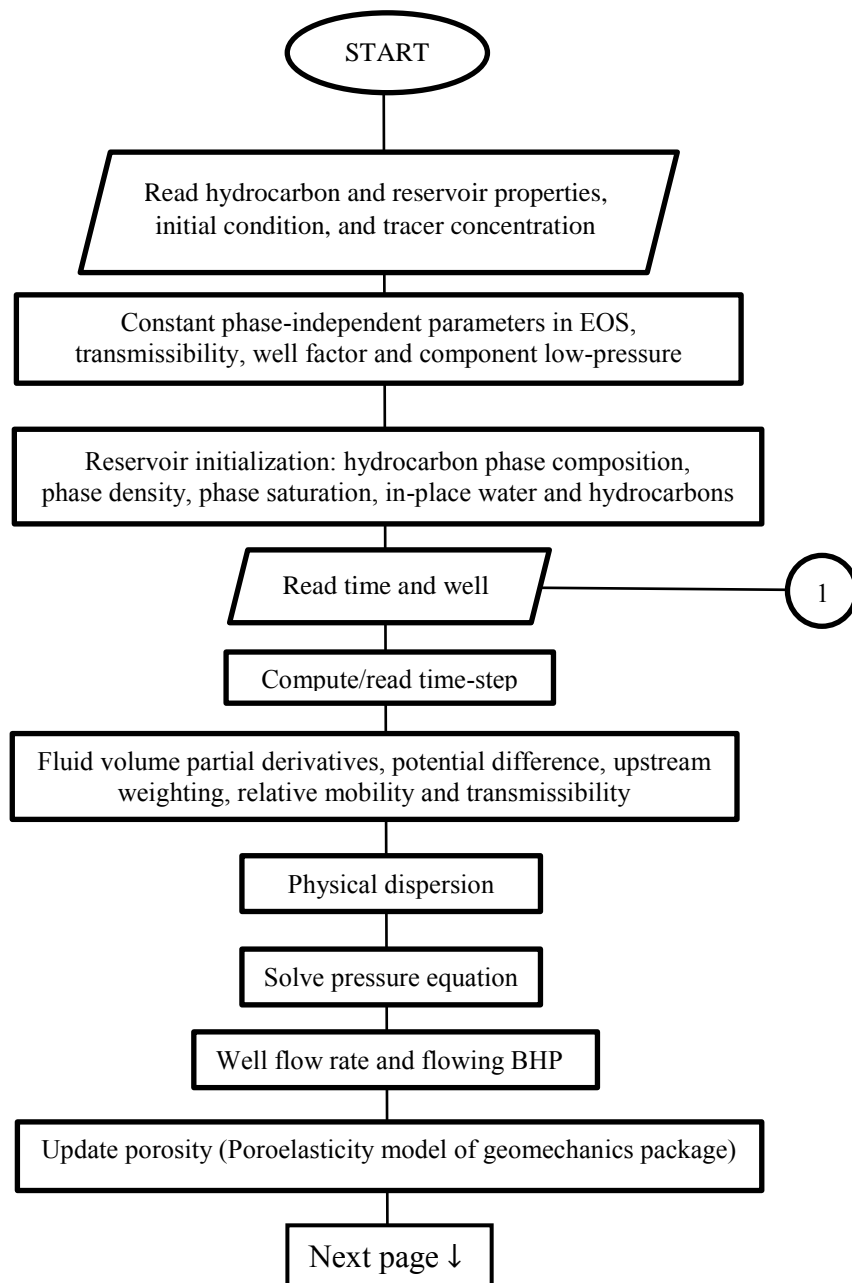 START
Read hydrocarbon and reservoir properties,
initial condition, and tracer concentration
Constant phase-independent parameters in EOS,
transmissibility, well factor and component low-pressure
Reservoir initialization: hydrocarbon phase composition,
phase density, phase saturation, in-place water and hydrocarbons
Read time and well
1
Compute/read time-step
Fluid volume partial derivatives, potential difference, upstream
weighting, relative mobility and transmissibility
Physical dispersion
Solve pressure equation
Well flow rate and flowing BHP
Update porosity (Poroelasticity model of geomechanics package)
Next page ↓